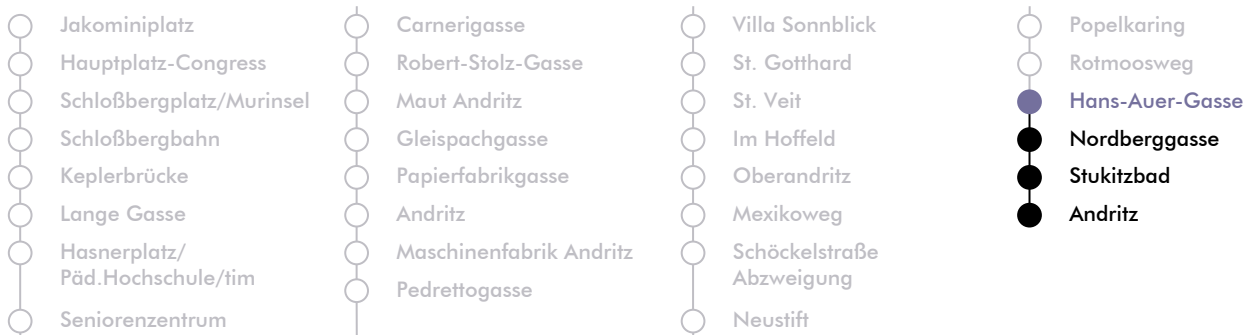 Jakominiplatz
Hauptplatz-Congress
Schloßbergplatz/Murinsel
Schloßbergbahn
Keplerbrücke
Lange Gasse
Hasnerplatz/
Päd.Hochschule/tim
Seniorenzentrum
Carnerigasse
Robert-Stolz-Gasse
Maut Andritz
Gleispachgasse
Papierfabrikgasse
Andritz
Maschinenfabrik Andritz
Pedrettogasse
Villa Sonnblick
St. Gotthard
St. Veit
Im Hoffeld
Oberandritz
Mexikoweg
Schöckelstraße
Abzweigung
Neustift
Popelkaring
Rotmoosweg
Hans-Auer-Gasse
Nordberggasse
Stukitzbad
Andritz